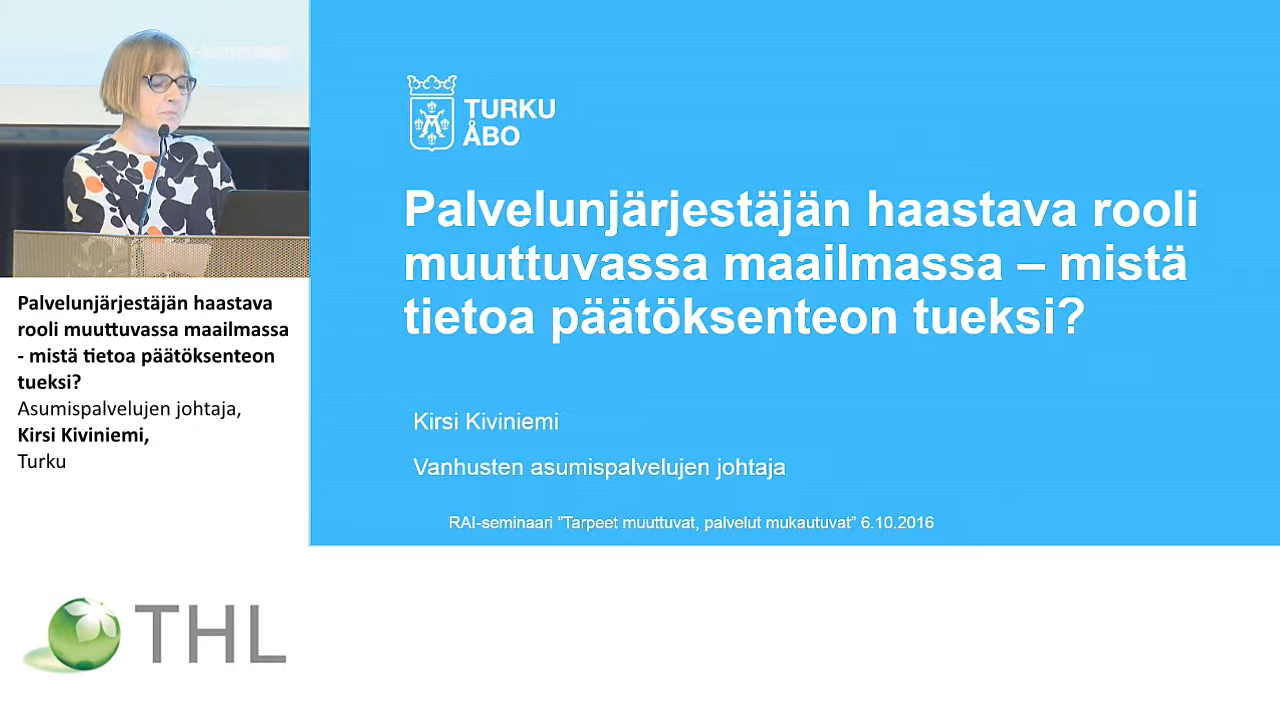 TURKU
ÅBO
Palvelunjärjestäjän haastava rooli
muuttuvassa maailmassa – mistä
tietoa päätöksenteon tueksi?
Kirsi Kiviniemi
Vanhusten asumispalvelujen johtaja
RAI-seminaari ”Tarpeet muuttuvat, palvelut mukautuvat” 6.10.2016
Palvelunjärjestäjän haastava
rooli muuttuvassa maailmassa
- mistä tietoa päätöksenteon
tueksi?
Asumispalvelujen johtaja,
Kirsi Kiviniemi,
Turku
THL